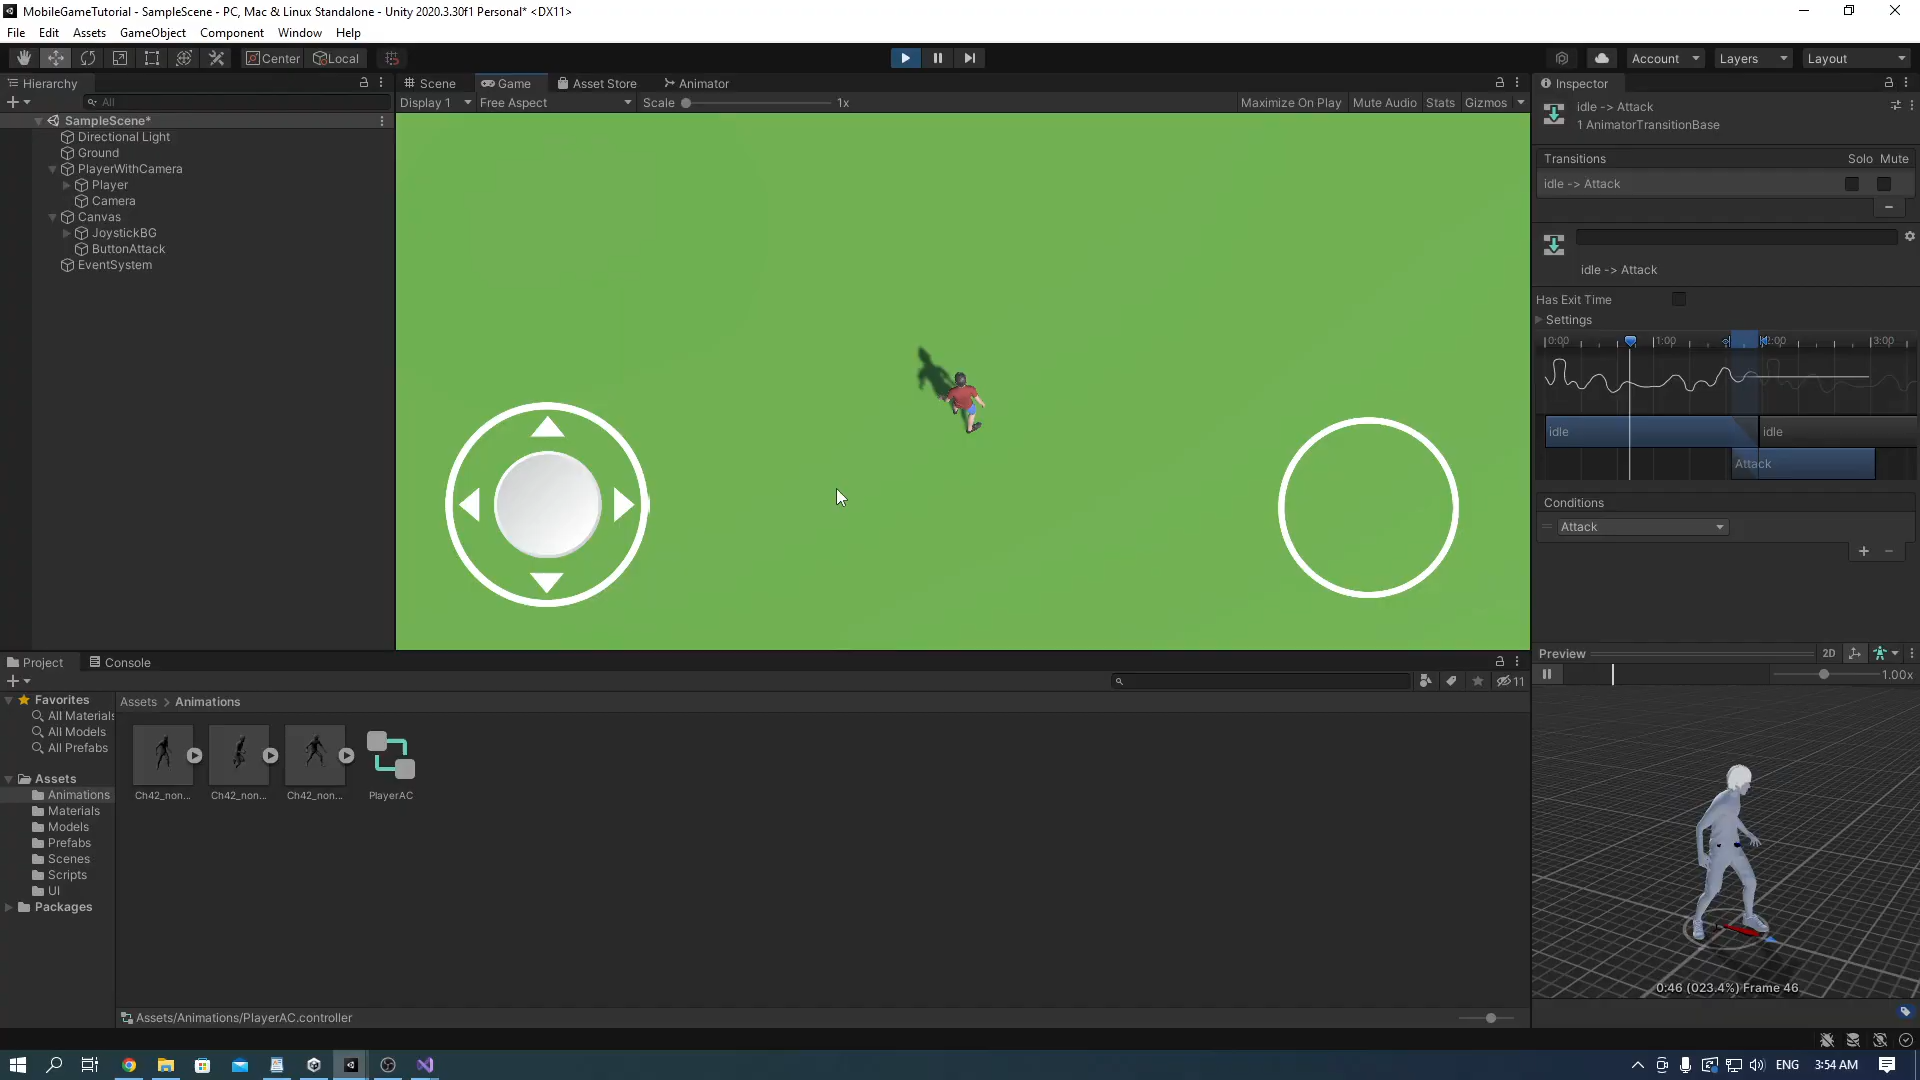 MobileGameTutorial - SampleScene - PC, Mac & Linux Standalone - Unity 2020.3.30f1 Personal* <DX11>
File Edit Assets GameObject Component Window Help
Center Local
Account Layers Layout
Hierarchy
All
SampleScene*
Directional Light
Ground
PlayerWithCamera
Player
Camera
Canvas
JoystickBG
ButtonAttack
EventSystem
Scene Game Asset Store Animator
Display 1 Free Aspect Scale 1x Maximize On Play Mute Audio Stats Gizmos
Inspector
idle -> Attack
1 AnimatorTransitionBase
Transitions Solo Mute
idle -> Attack
idle -> Attack
Has Exit Time
Settings
0:00 1:00 2:00 3:00
idle idle
Attack
Conditions
Attack
Preview 2D
1.00x
0:46 (023.4%) Frame 46
Project Console
11
Favorites
All Materials
All Models
All Prefabs
Assets
Animations
Materials
Models
Prefabs
Scenes
Scripts
UI
Packages
Assets > Animations
Ch42_non... Ch42_non... Ch42_non... PlayerAC
Assets/Animations/PlayerAC.controller
ENG 3:54 AM